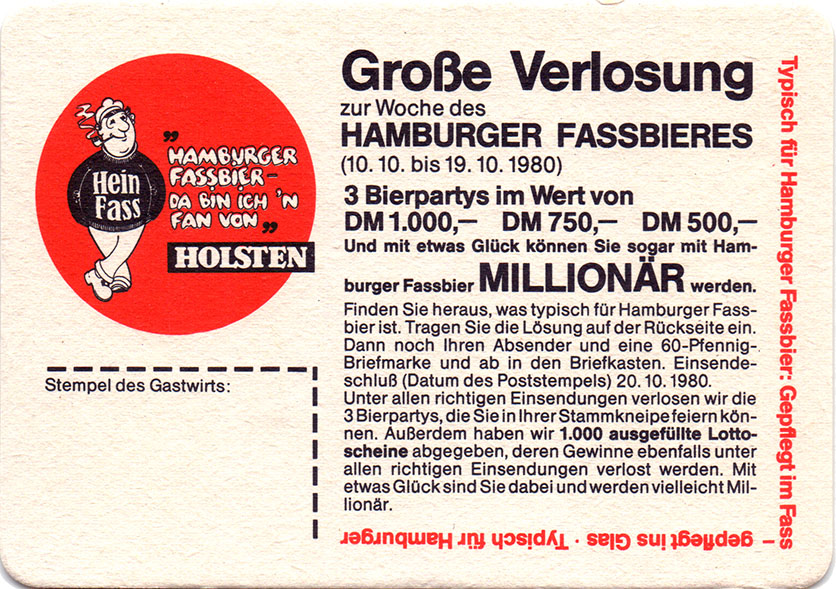 Große Verlosung
zur Woche des
HAMBURGER FASSBIERES
(10. 10. bis 19. 10. 1980)
3 Bierpartys im Wert von
DM 1.000,— DM 750,— DM 500,—
Und mit etwas Glück können Sie sogar mit Ham-
burger Fassbier MILLIONÄR werden.
Finden Sie heraus, was typisch für Hamburger Fass-
bier ist. Tragen Sie die Lösung auf der Rückseite ein.
Dann noch Ihren Absender und eine 60-Pfennig-
Briefmarke und ab in den Briefkasten. Einsende-
schluß (Datum des Poststempels) 20. 10. 1980.
Unter allen richtigen Einsendungen verlosen wir die
3 Bierpartys, die Sie in Ihrer Stammkneipe feiern kön-
nen. Außerdem haben wir 1.000 ausgefüllte Lotto-
scheine abgegeben, deren Gewinne ebenfalls unter
allen richtigen Einsendungen verlost werden. Mit
etwas Glück sind Sie dabei und werden vielleicht Mil-
lionär.
Hein
Fass
„HAMBURGER
FASSBIER –
DA BIN ICH 'N
FAN VON„
HOLSTEN
Stempel des Gastwirts:
Typisch für Hamburger Fassbier: Gepflegt im Fass
– gepflegt ins Glas · Typisch für Hamburger